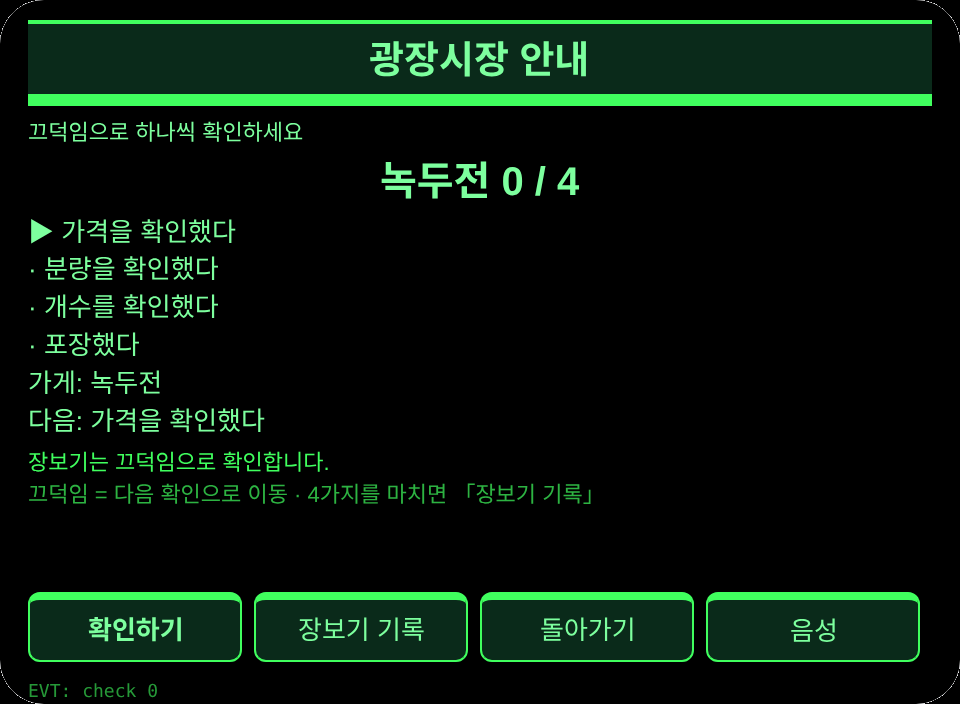 광장시장 안내
끄덕임으로 하나씩 확인하세요
녹두전 0 / 4
▶ 가격을 확인했다
· 분량을 확인했다
· 개수를 확인했다
· 포장했다
가게: 녹두전
다음: 가격을 확인했다
장보기는 끄덕임으로 확인합니다.
끄덕임 = 다음 확인으로 이동 · 4가지를 마치면 「장보기 기록」
확인하기 장보기 기록 돌아가기 음성
EVT: check 0